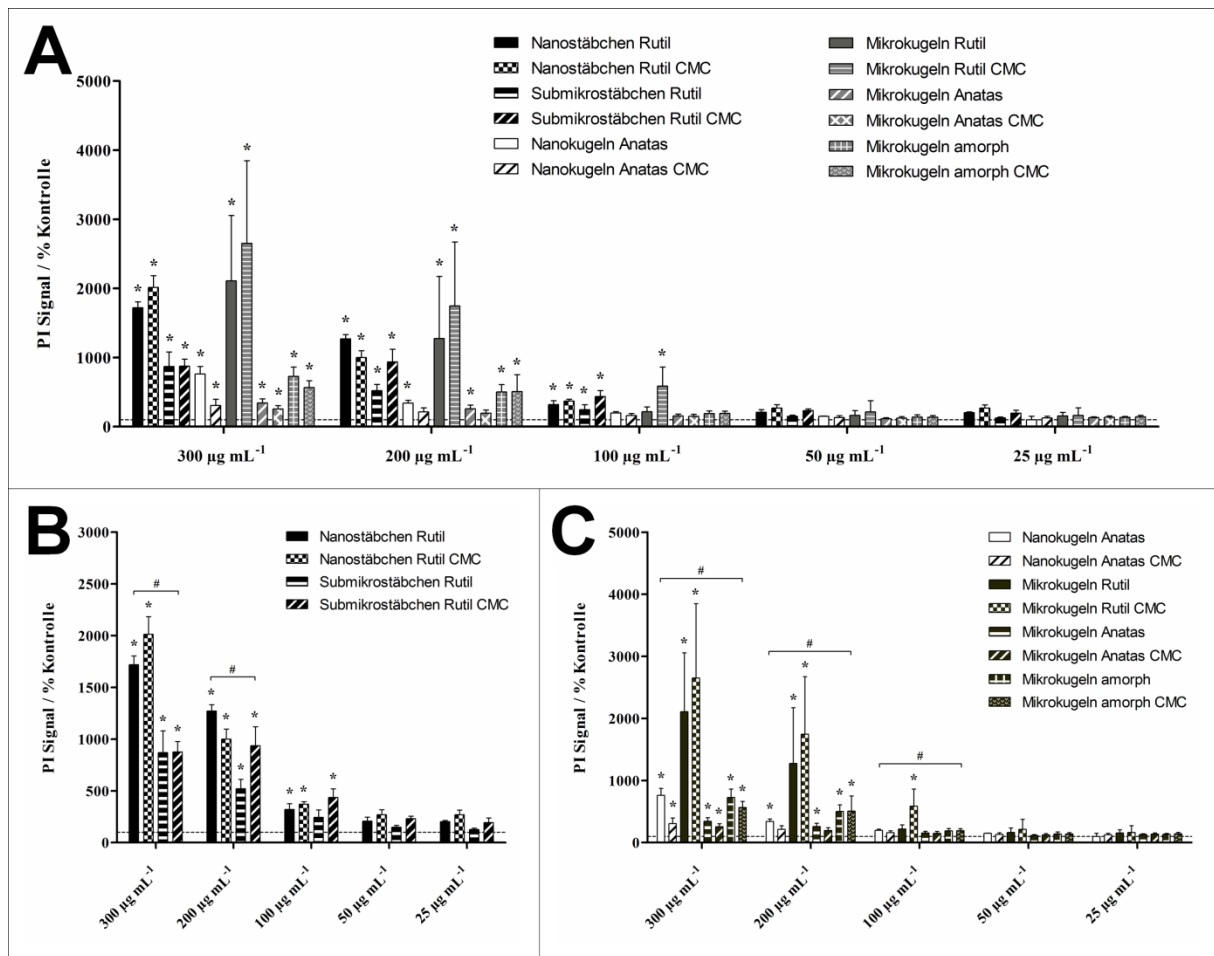 A
Nanostäbchen Rutil
Nanostäbchen Rutil CMC
Submikrostäbchen Rutil
Submikrostäbchen Rutil CMC
Nanokugeln Anatas
Nanokugeln Anatas CMC
Mikrokugeln Rutil
Mikrokugeln Rutil CMC
Mikrokugeln Anatas
Mikrokugeln Anatas CMC
Mikrokugeln amorph
Mikrokugeln amorph CMC
PI Signal / % Kontrolle
5000
4000
3000
2000
1000
0
* * * * * * * * * * * *
* * * * * * * * * *
* * * * *
300 µg mL⁻¹
200 µg mL⁻¹
100 µg mL⁻¹
50 µg mL⁻¹
25 µg mL⁻¹
B
Nanostäbchen Rutil
Nanostäbchen Rutil CMC
Submikrostäbchen Rutil
Submikrostäbchen Rutil CMC
PI Signal / % Kontrolle
3000
2500
2000
1500
1000
500
0
#
* * * *
#
* * * *
* * *
300 µg mL⁻¹
200 µg mL⁻¹
100 µg mL⁻¹
50 µg mL⁻¹
25 µg mL⁻¹
C
Nanokugeln Anatas
Nanokugeln Anatas CMC
Mikrokugeln Rutil
Mikrokugeln Rutil CMC
Mikrokugeln Anatas
Mikrokugeln Anatas CMC
Mikrokugeln amorph
Mikrokugeln amorph CMC
PI Signal / % Kontrolle
5000
4000
3000
2000
1000
0
#
* * * * * * * *
#
* * * * * *
#
*
300 µg mL⁻¹
200 µg mL⁻¹
100 µg mL⁻¹
50 µg mL⁻¹
25 µg mL⁻¹